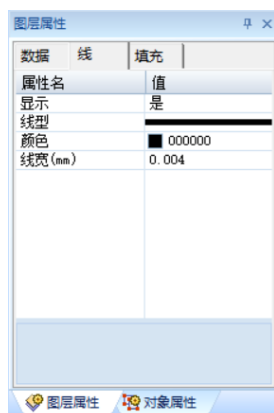 图层属性
数据 线 填充
属性名 值
显示 是
线型
颜色 000000
线宽(mm) 0.004
图层属性 对象属性